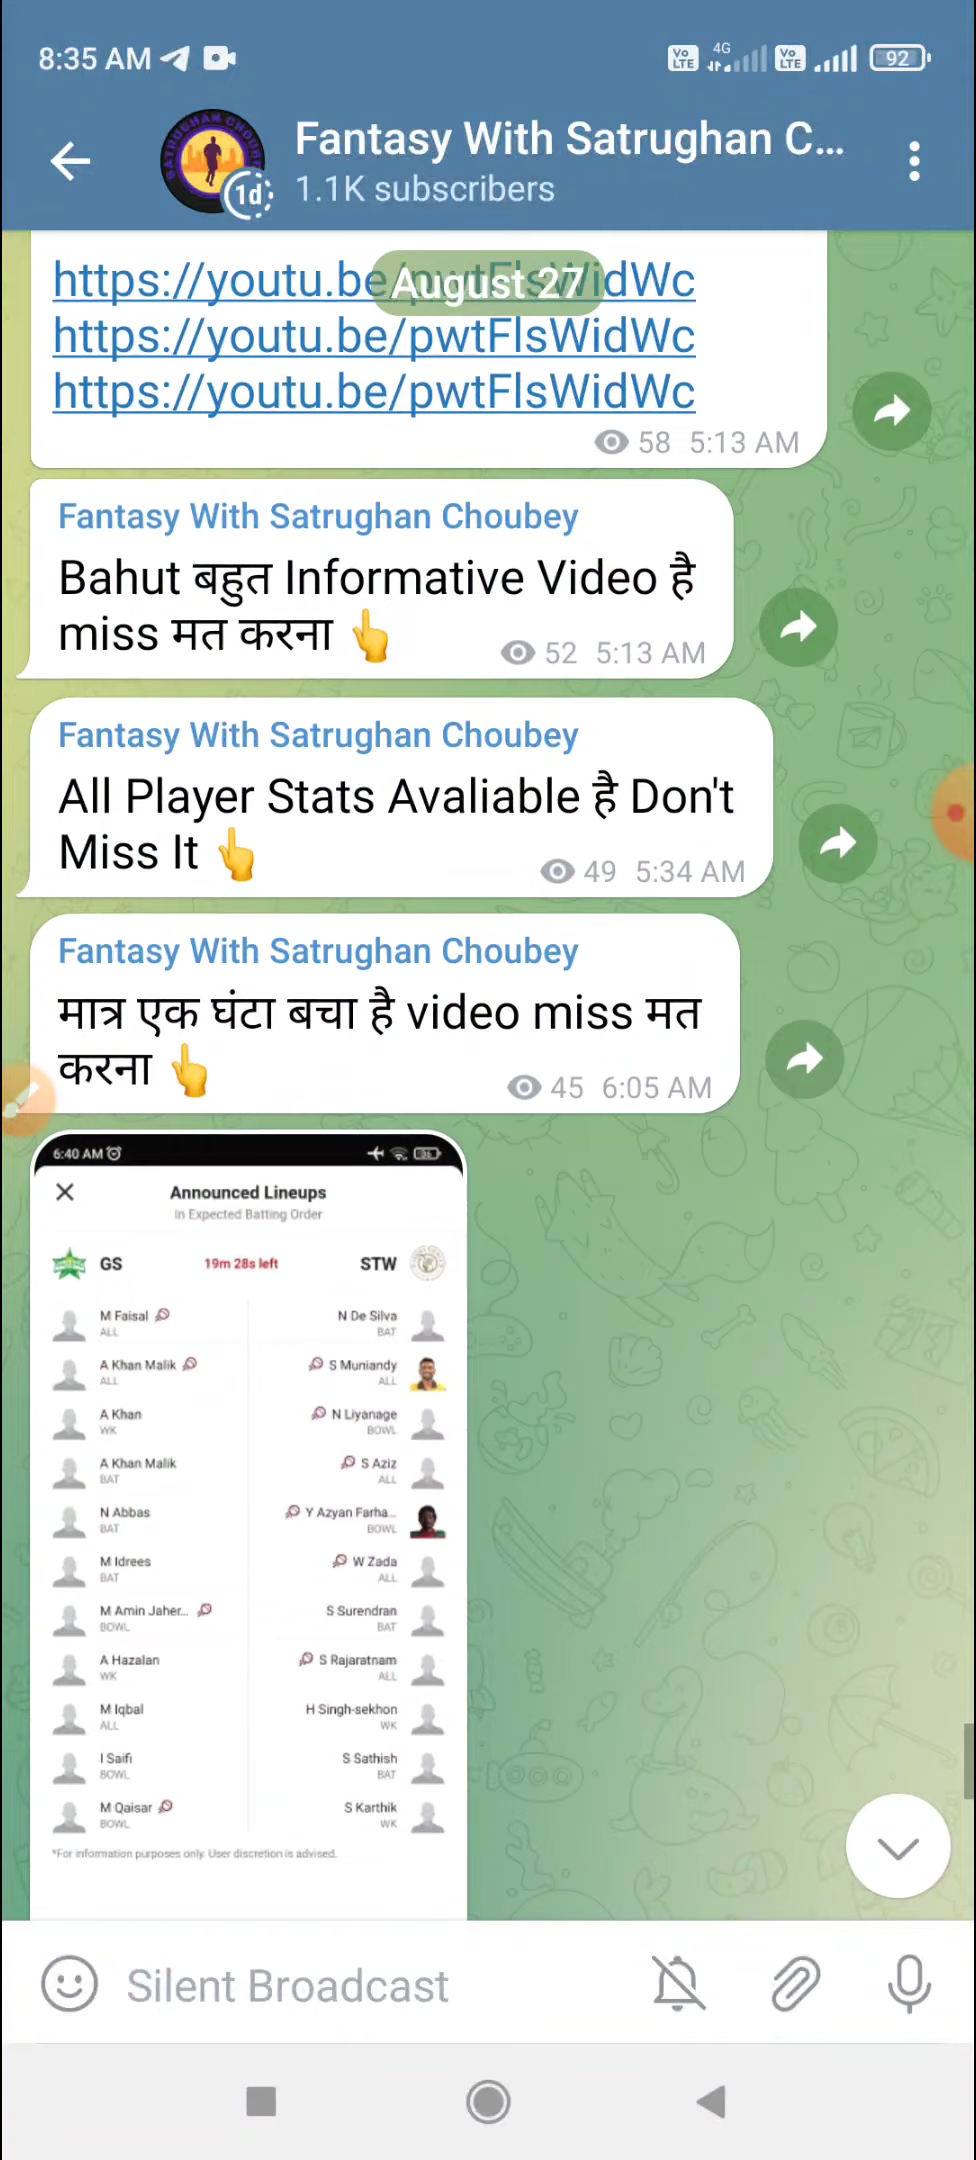 8:35 AM
Vo LTE 4G Vo LTE 92
Fantasy With Satrughan C...
1d
1.1K subscribers
August 27
https://youtu.be/pwtFlsWidWc
https://youtu.be/pwtFlsWidWc
https://youtu.be/pwtFlsWidWc
58 5:13 AM
Fantasy With Satrughan Choubey
Bahut बहुत Informative Video है
miss मत करना 👆
52 5:13 AM
Fantasy With Satrughan Choubey
All Player Stats Avaliable है Don't
Miss It 👆
49 5:34 AM
Fantasy With Satrughan Choubey
मात्र एक घंटा बचा है video miss मत
करना 👆
45 6:05 AM
6:40 AM
Announced Lineups
In Expected Batting Order
GS 19m 28s left STW
M Faisal N De Silva
ALL BAT
A Khan Malik S Muniandy
ALL ALL
A Khan N Liyanage
WK BOWL
A Khan Malik S Aziz
BAT ALL
N Abbas Y Azyan Farha...
BAT BOWL
M Idrees W Zada
BAT ALL
M Amin Jaher... S Surendran
BOWL BAT
A Hazalan S Rajaratnam
WK ALL
M Iqbal H Singh-sekhon
ALL WK
I Saifi S Sathish
BOWL BAT
M Qaisar S Karthik
BOWL WK
*For information purposes only. User discretion is advised.
Silent Broadcast